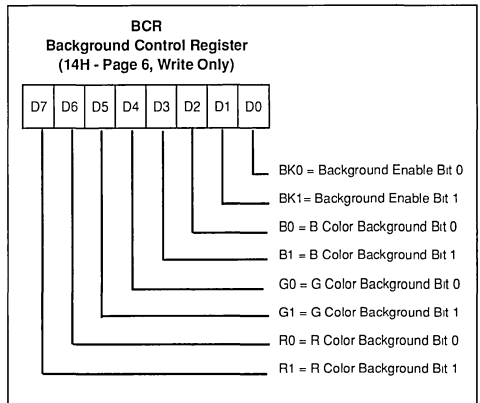 BCR
Background Control Register
(14H - Page 6, Write Only)
D7 D6 D5 D4 D3 D2 D1 D0
BK0 = Background Enable Bit 0
BK1= Background Enable Bit 1
B0 = B Color Background Bit 0
B1 = B Color Background Bit 1
G0 = G Color Background Bit 0
G1 = G Color Background Bit 1
R0 = R Color Background Bit 0
R1 = R Color Background Bit 1